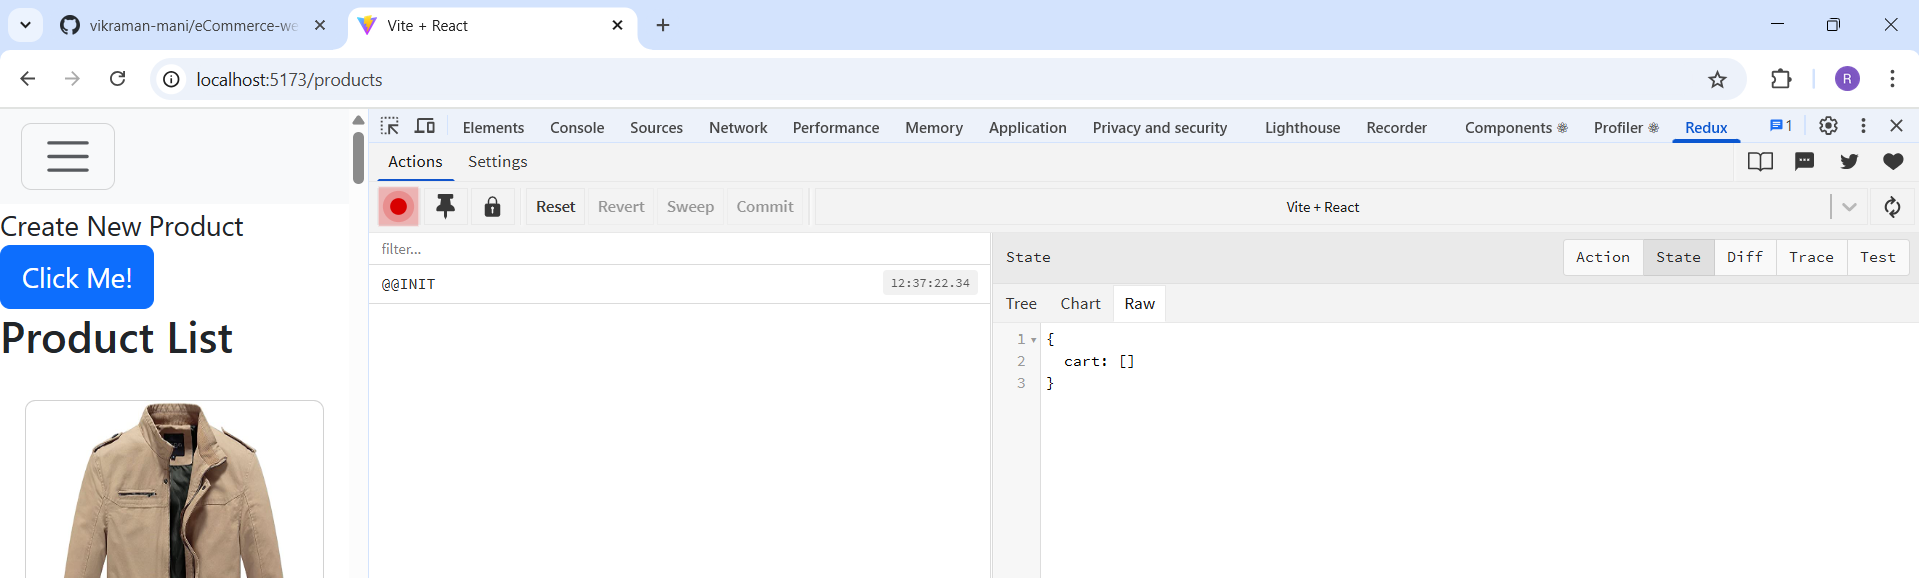 vikraman-mani/eCommerce-we
Vite + React
localhost:5173/products
R
Elements Console Sources Network Performance Memory Application Privacy and security Lighthouse Recorder Components Profiler Redux 1
Actions Settings
Reset Revert Sweep Commit Vite + React
Create New Product
Click Me!
Product List
filter...
@@INIT 12:37:22.34
State Action State Diff Trace Test
Tree Chart Raw
1 {
2 cart: []
3 }